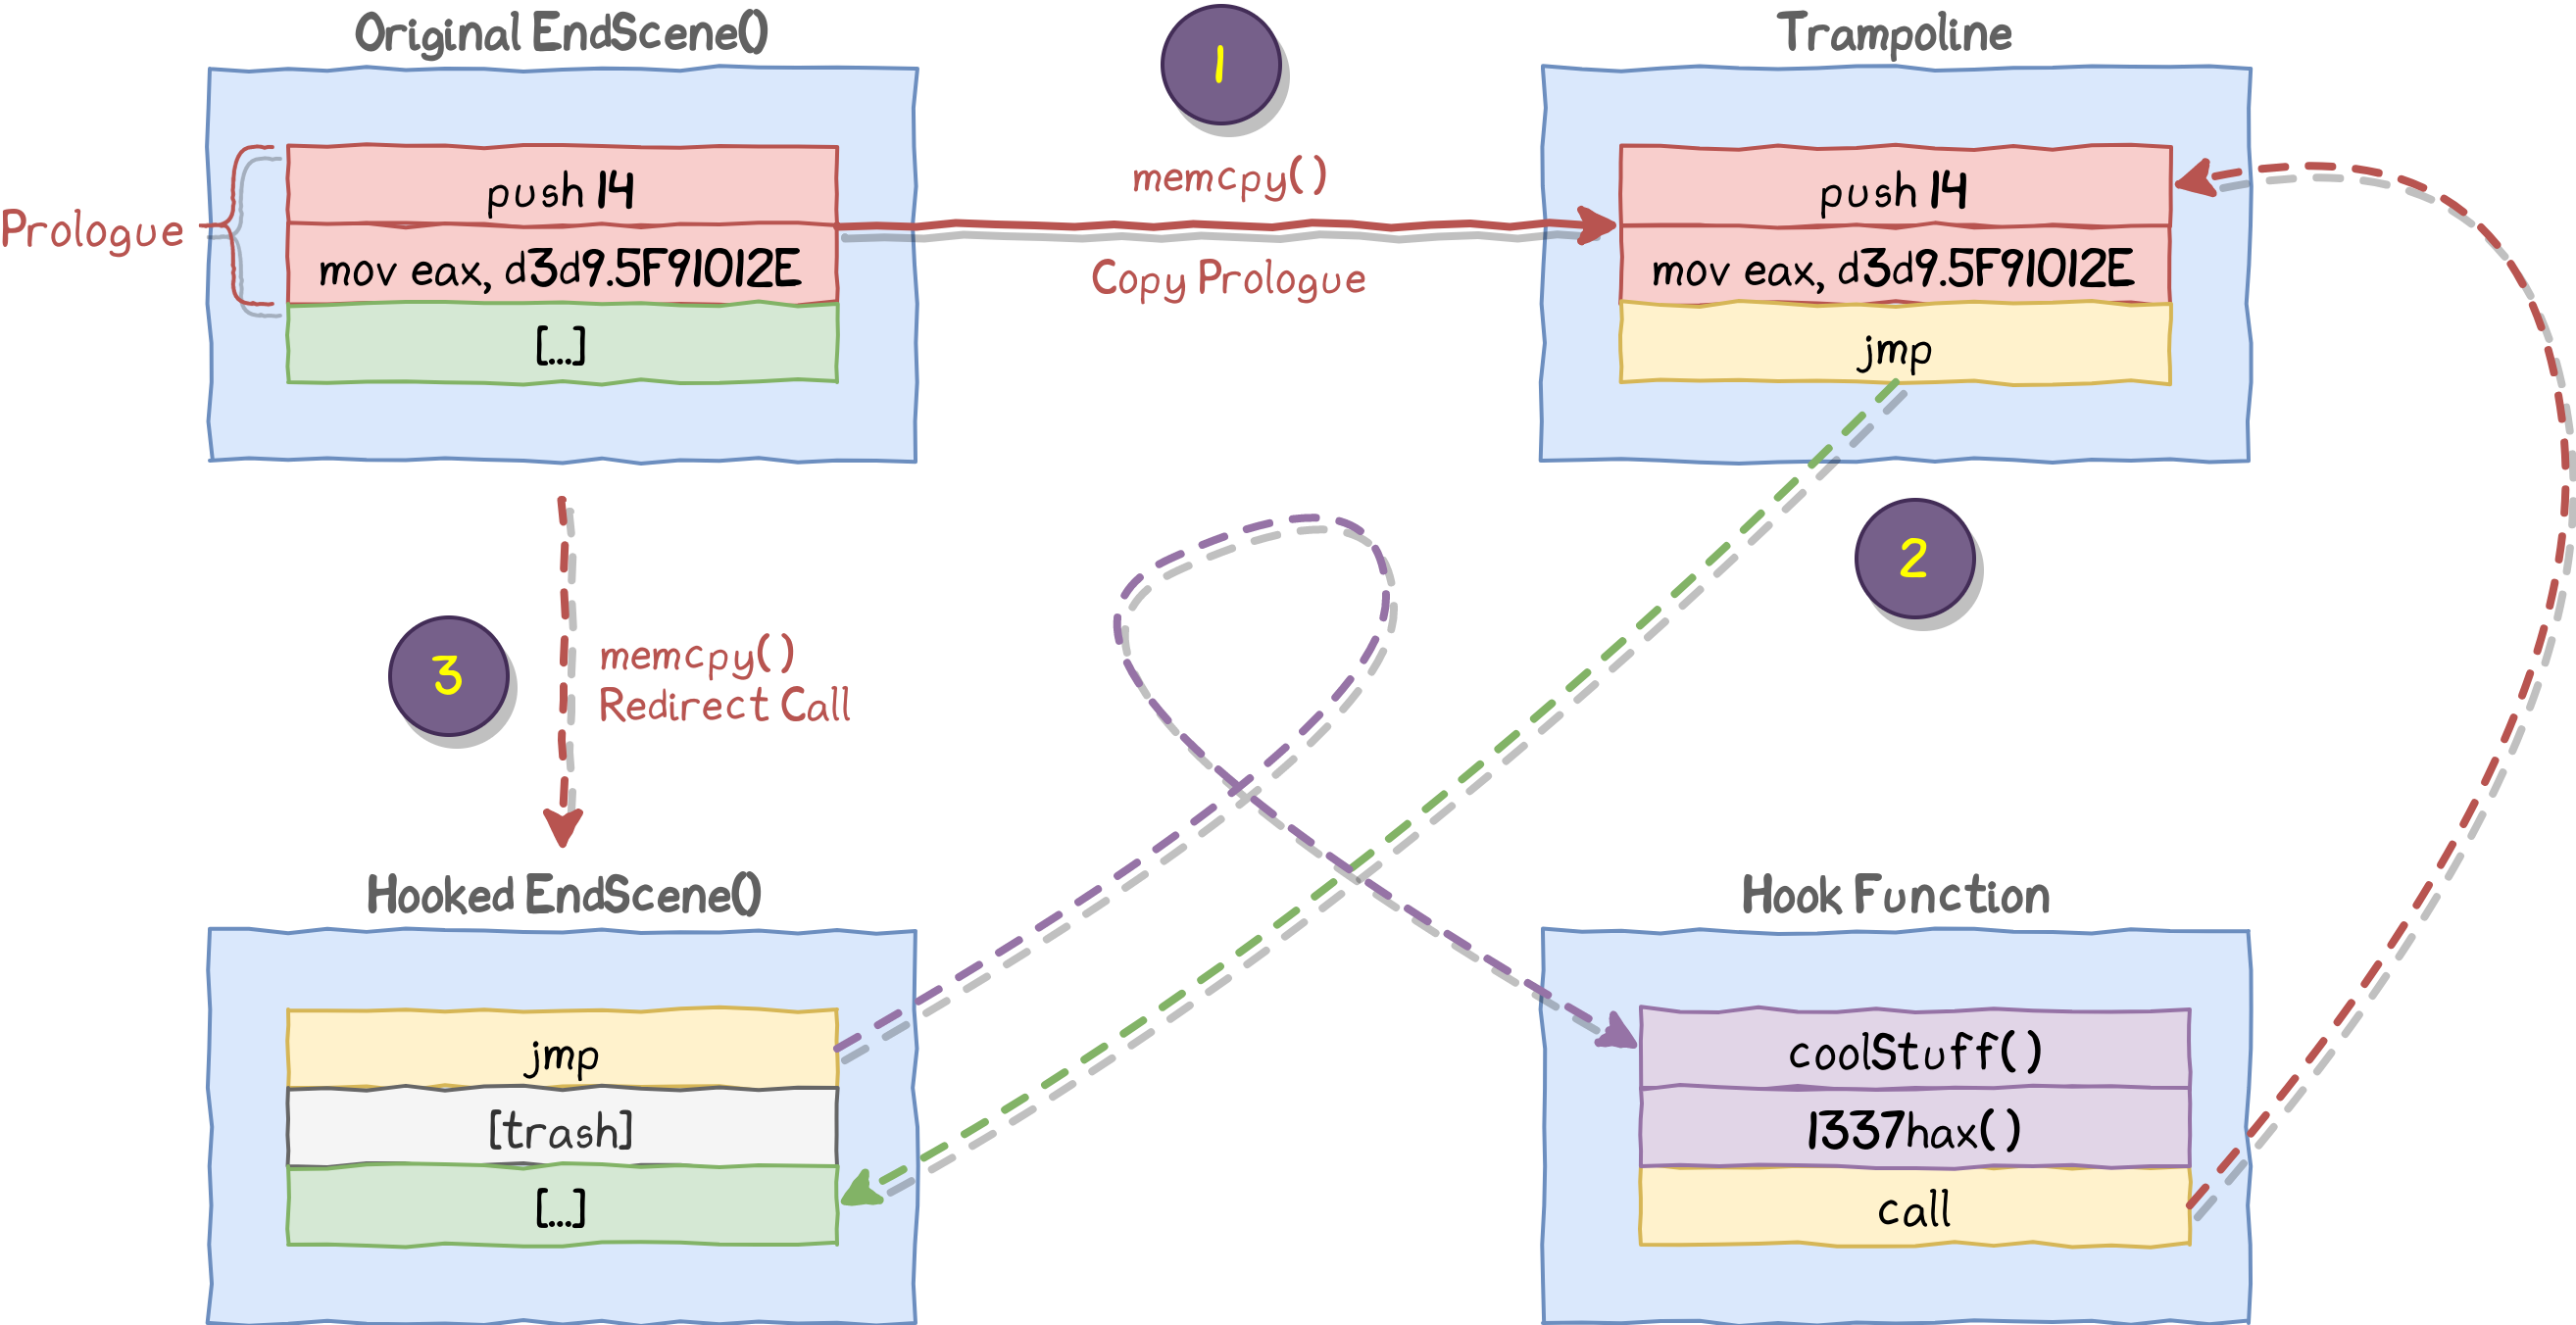 Original EndScene()
1
Trampoline
push 14
memcpy()
push 14
Prologue
mov eax, d3d9.5F91012E
Copy Prologue
mov eax, d3d9.5F91012E
[...]
jmp
2
3
memcpy()
Redirect Call
Hooked EndScene()
Hook Function
jmp
coolStuff()
[trash]
1337hax()
[...]
call